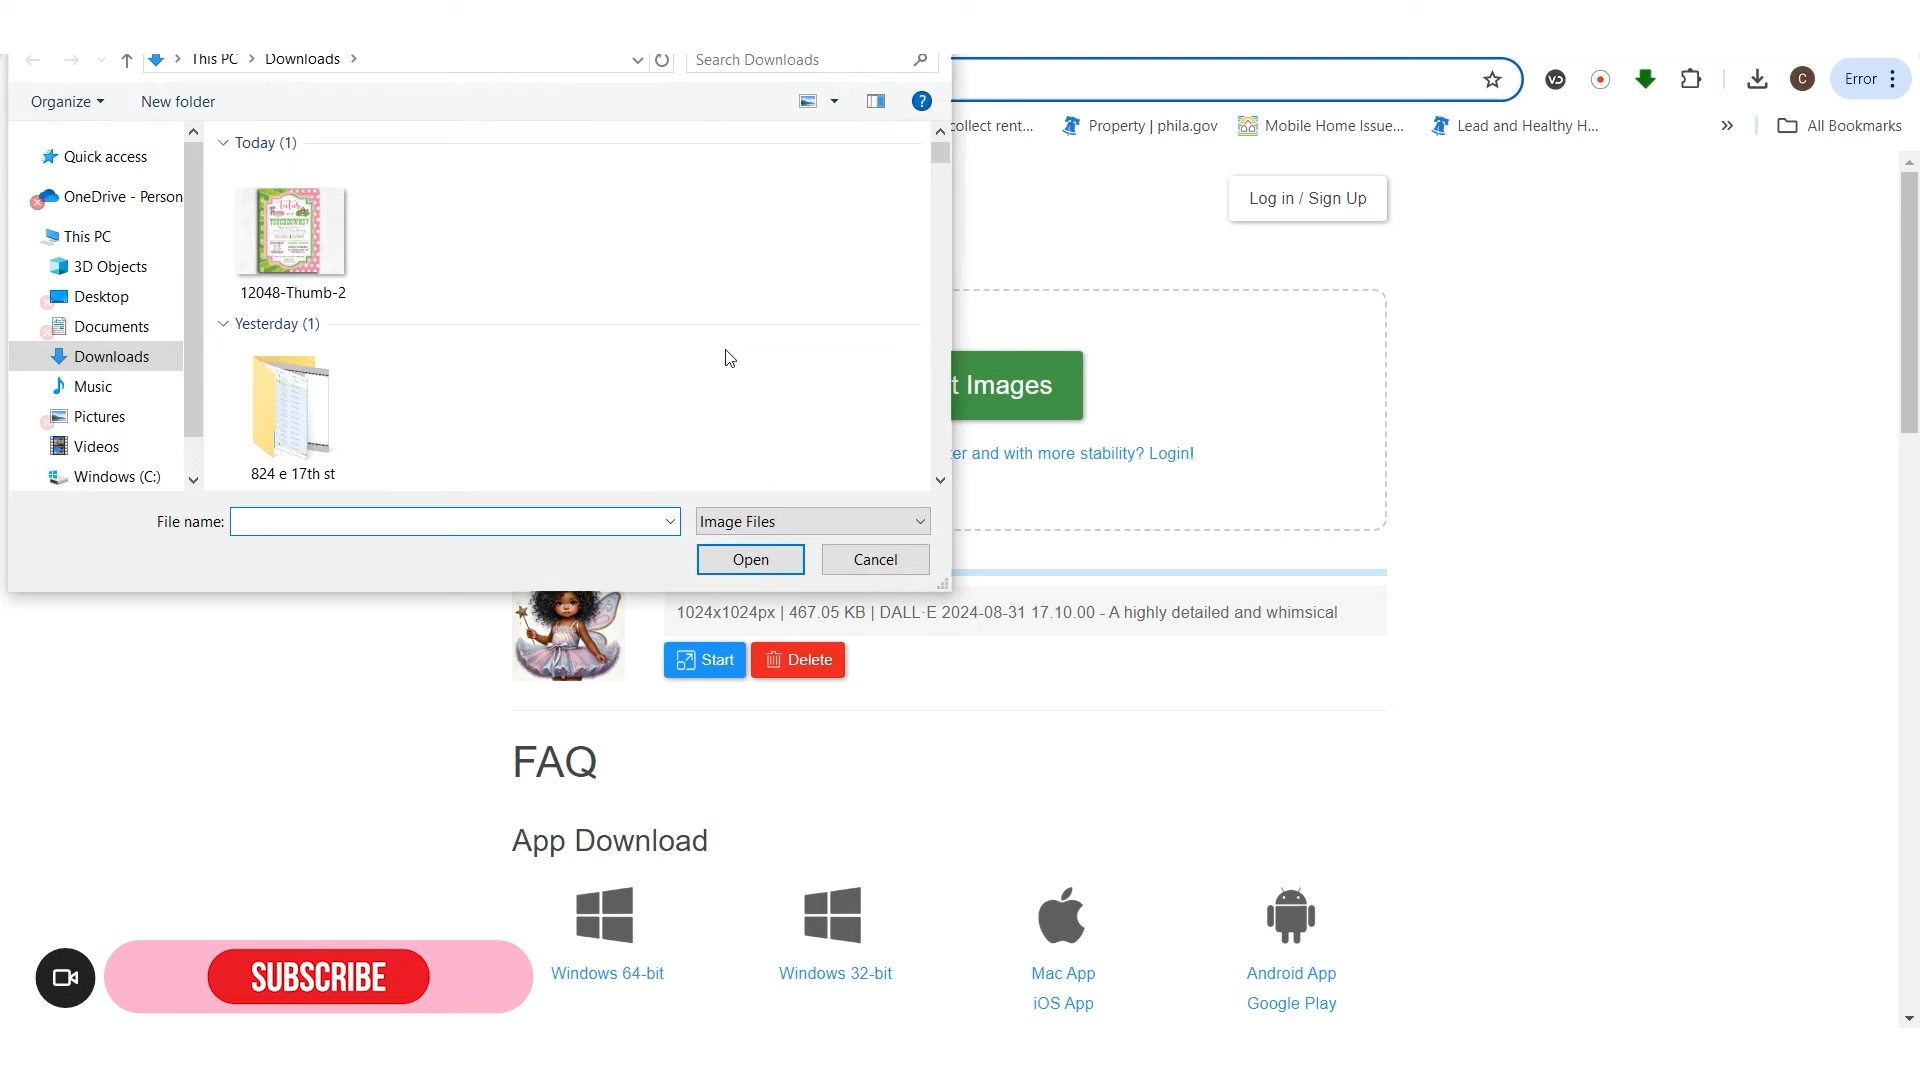 This PC > Downloads >
Search Downloads
Organize
New folder
?
Quick access
OneDrive - Person
This PC
3D Objects
Desktop
Documents
Downloads
Music
Pictures
Videos
Windows (C:)
Today (1)
12048-Thumb-2
Yesterday (1)
824 e 17th st
File name:
Image Files
Open
Cancel
C
Error
collect rent...
Property | phila.gov
Mobile Home Issue...
Lead and Healthy H...
»
All Bookmarks
Log in / Sign Up
t Images
er and with more stability? Login!
1024x1024px | 467.05 KB | DALL·E 2024-08-31 17.10.00 - A highly detailed and whimsical
Start
Delete
FAQ
App Download
Windows 64-bit
Windows 32-bit
Mac App
iOS App
Android App
Google Play
SUBSCRIBE